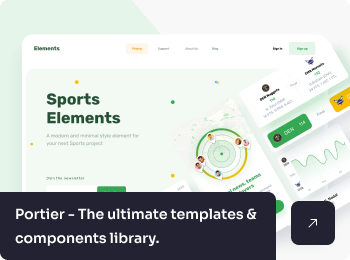 Elements
Pricing
Support
About Us
Blog
Sign In
Sign up
Sports
Elements
A modern and minimal style element for
your next Sports project
Join the newsletter
DEN
114
Portier - The ultimate templates &
components library.